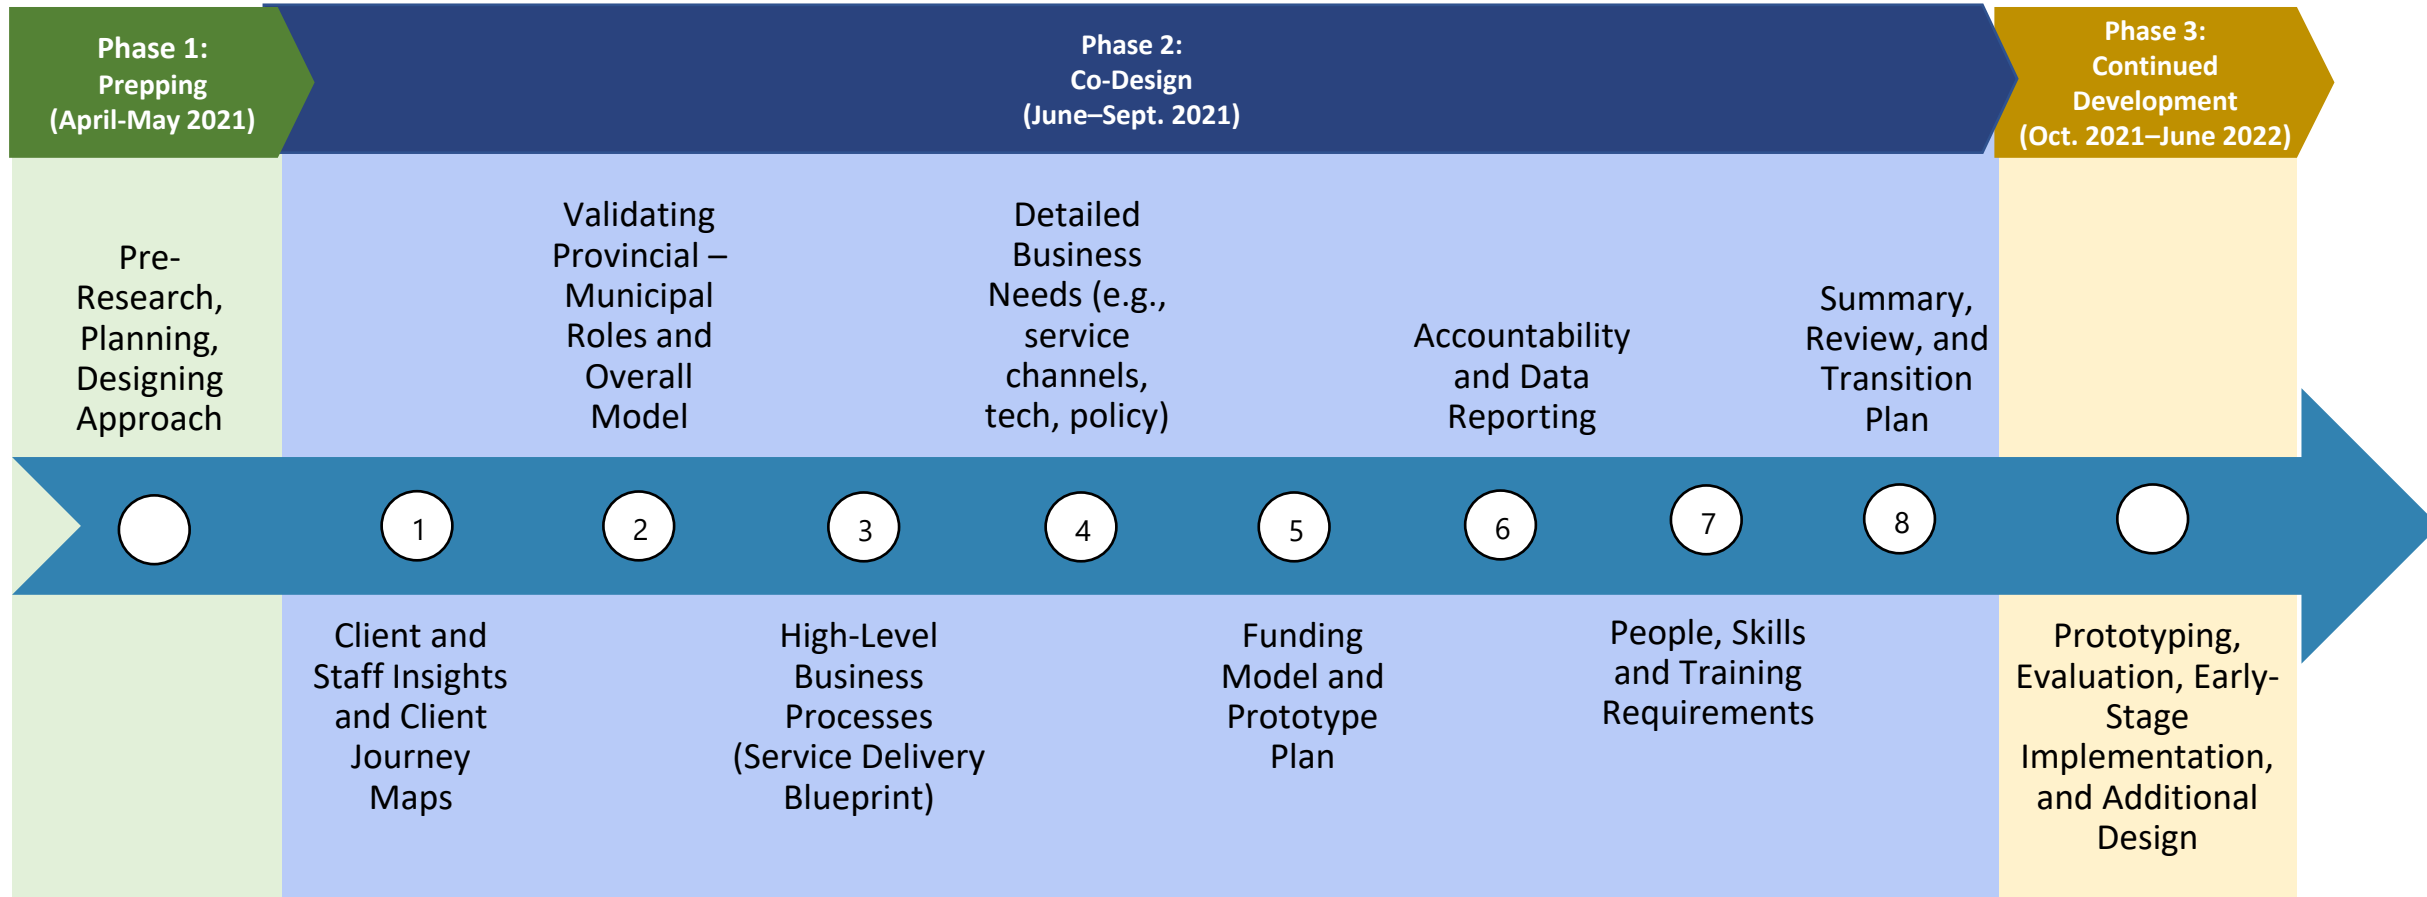 Phase 1:
Prepping
(April-May 2021)
Phase 2:
Co-Design
(June–Sept. 2021)
Phase 3:
Continued
Development
(Oct. 2021–June 2022)
Pre-
Research,
Planning,
Designing
Approach
Validating
Provincial –
Municipal
Roles and
Overall
Model
Detailed
Business
Needs (e.g.,
service
channels,
tech, policy)
Accountability
and Data
Reporting
Summary,
Review, and
Transition
Plan
1
2
3
4
5
6
7
8
Client and
Staff Insights
and Client
Journey
Maps
High-Level
Business
Processes
(Service Delivery
Blueprint)
Funding
Model and
Prototype
Plan
People, Skills
and Training
Requirements
Prototyping,
Evaluation, Early-
Stage
Implementation,
and Additional
Design